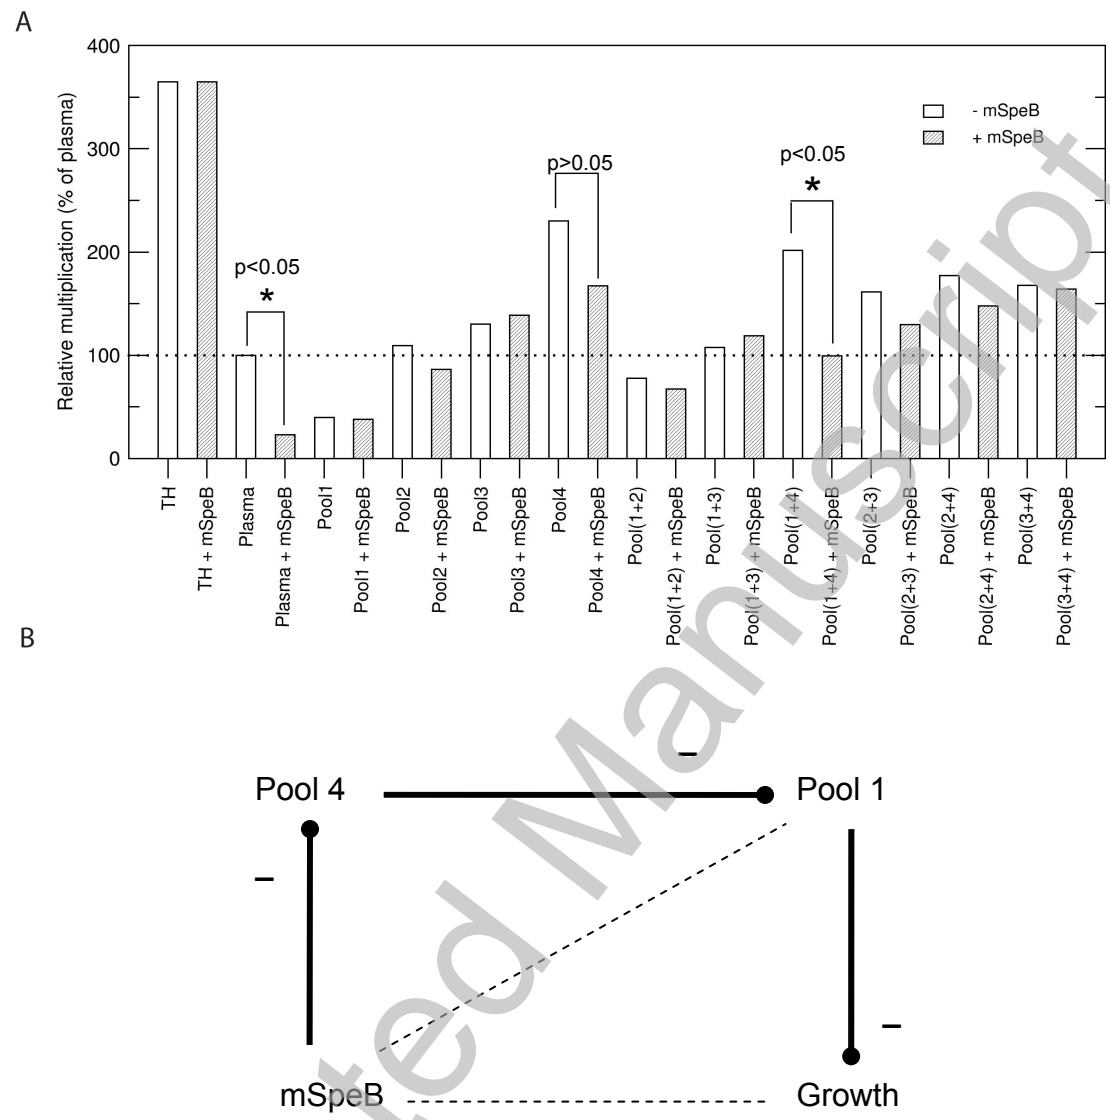 A
400
300
200
100
0
Relative multiplication (% of plasma)
- mSpeB
+ mSpeB
p<0.05
*
p>0.05
p<0.05
*
TH
TH + mSpeB
Plasma
Plasma + mSpeB
Pool1
Pool1 + mSpeB
Pool2
Pool2 + mSpeB
Pool3
Pool3 + mSpeB
Pool4
Pool4 + mSpeB
Pool(1+2)
Pool(1+2) + mSpeB
Pool(1+3)
Pool(1+3) + mSpeB
Pool(1+4)
Pool(1+4) + mSpeB
Pool(2+3)
Pool(2+3) + mSpeB
Pool(2+4)
Pool(2+4) + mSpeB
Pool(3+4)
Pool(3+4) + mSpeB
B
–
Pool 4
Pool 1
–
–
mSpeB
Growth
ted Manuscript